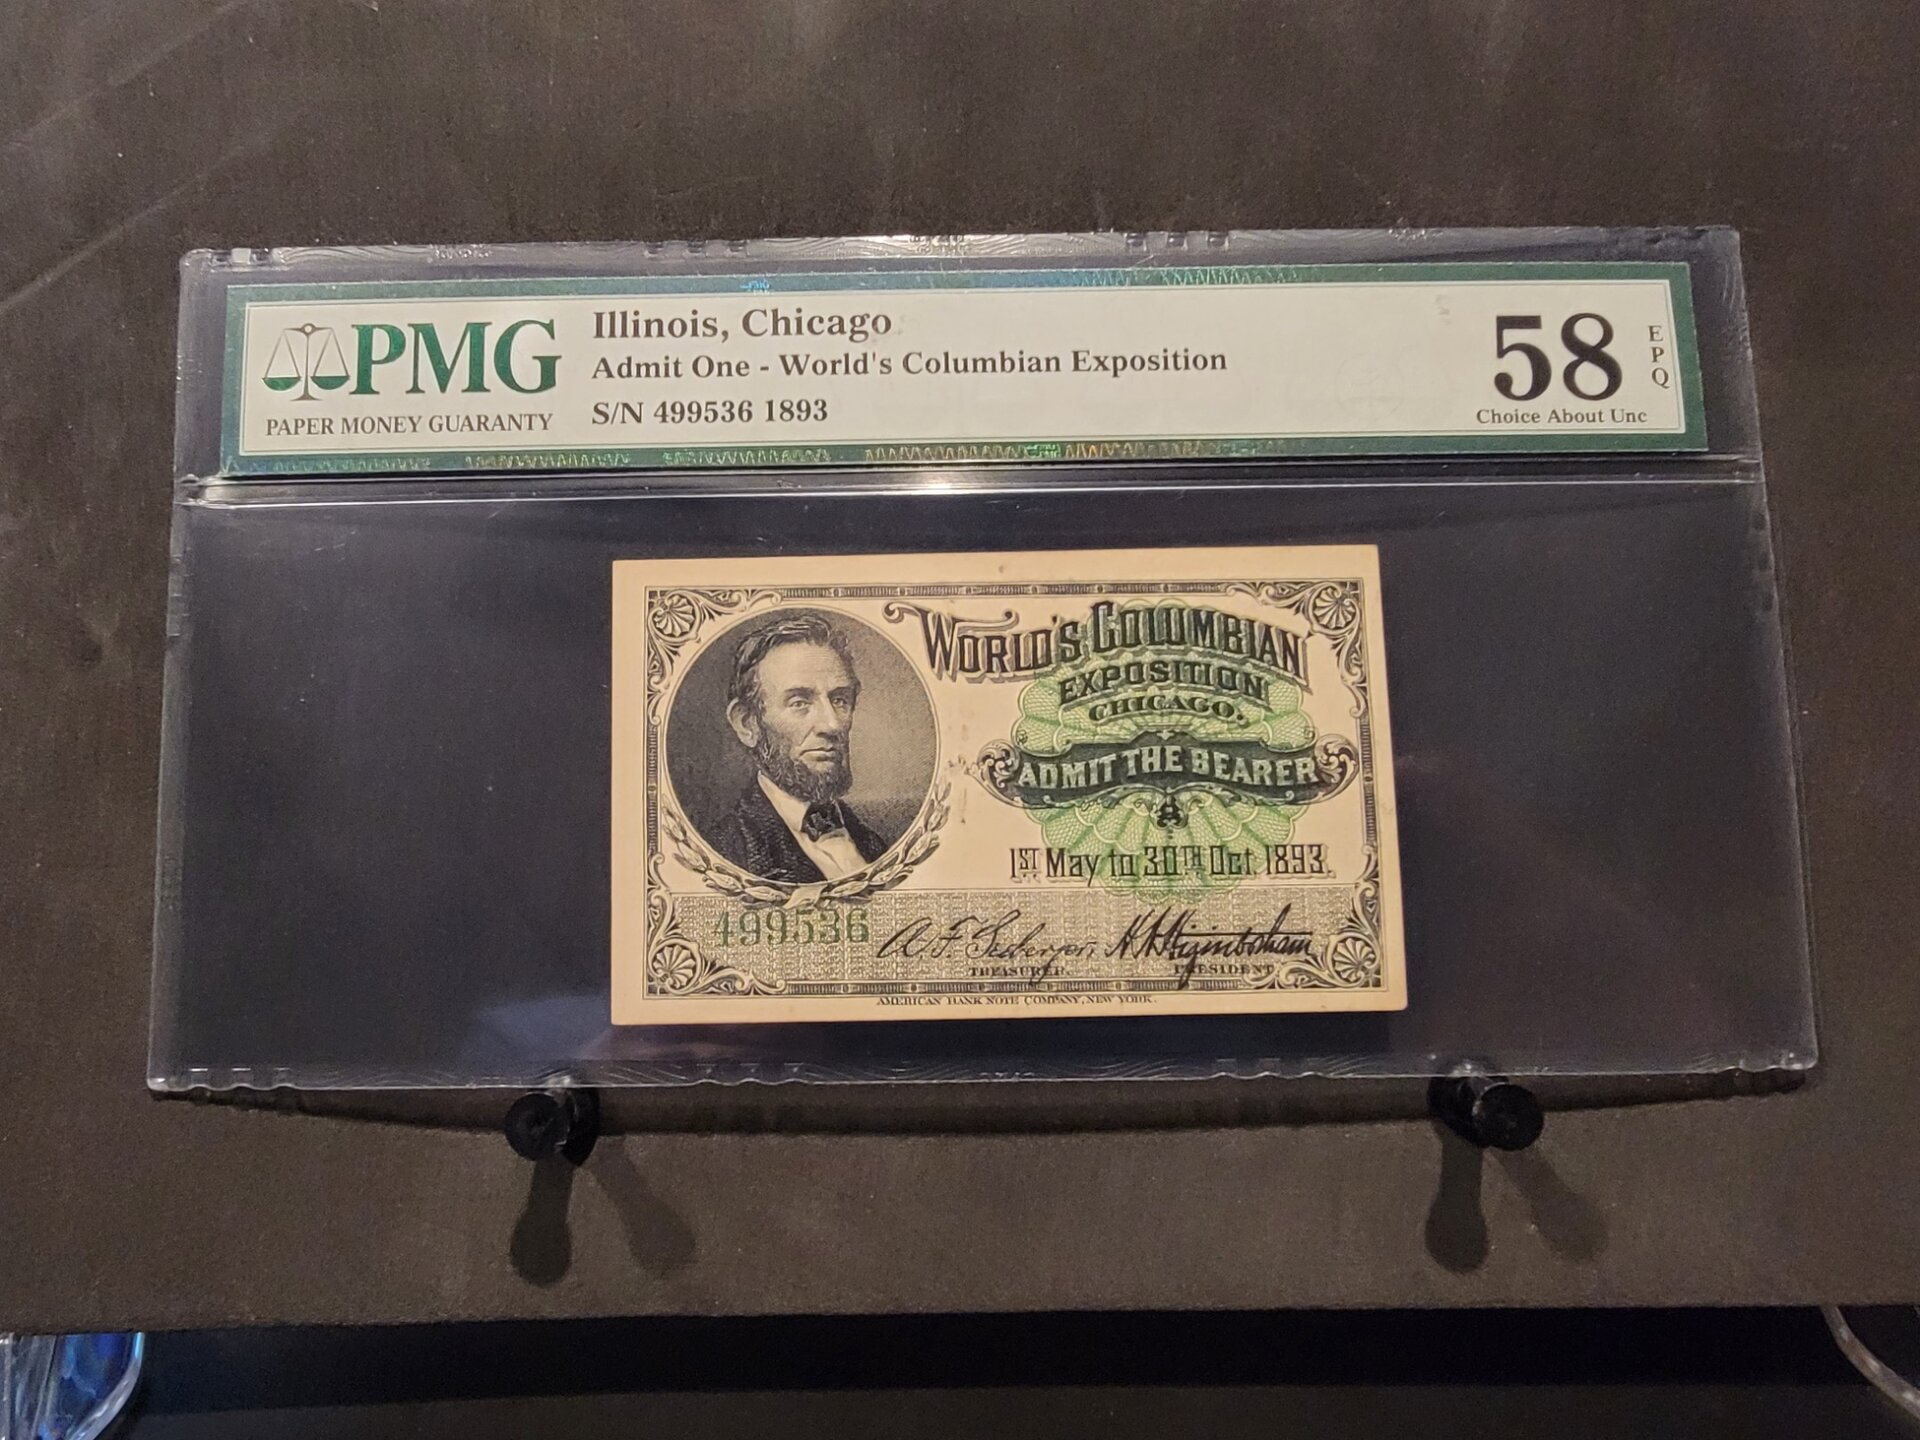 PMG
PAPER MONEY GUARANTY
Illinois, Chicago
Admit One - World's Columbian Exposition
S/N 499536 1893
58
EPQ
Choice About Unc
WORLD'S COLUMBIAN
EXPOSITION
CHICAGO.
ADMIT THE BEARER
A
1ST May to 30TH Oct. 1893.
499536
A. F. Seeberger,
TREASURER.
H N Higinbotham
PRESIDENT
AMERICAN BANK NOTE COMPANY, NEW YORK.